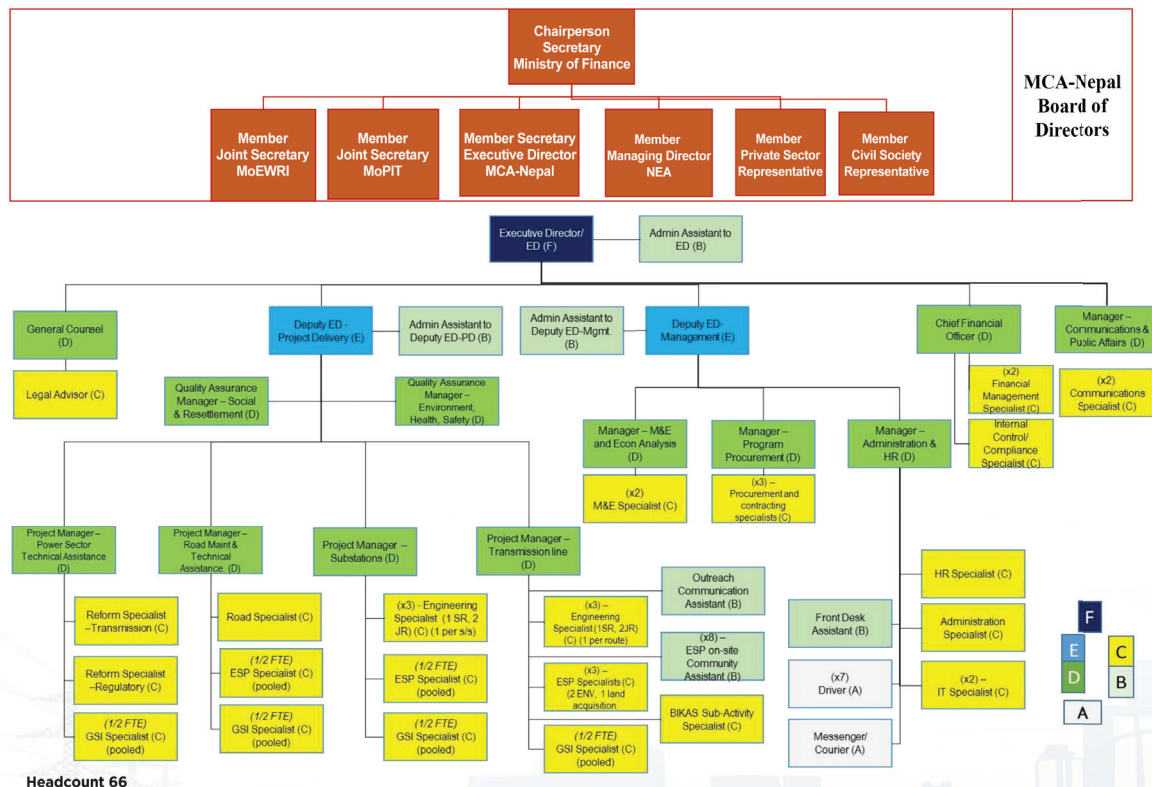 Chairperson
Secretary
Ministry of Finance
MCA-Nepal
Board of
Directors
Member
Joint Secretary
MoEWRI
Member
Joint Secretary
MoPIT
Member Secretary
Executive Director
MCA-Nepal
Member
Managing Director
NEA
Member
Private Sector
Representative
Member
Civil Society
Representative
Executive Director/
ED (F)
Admin Assistant to
ED (B)
General Counsel
(D)
Legal Advisor (C)
Deputy ED -
Project Delivery (E)
Admin Assistant to
Deputy ED-PD (B)
Admin Assistant to
Deputy ED-Mgmt.
(B)
Deputy ED-
Management (E)
Chief Financial
Officer (D)
Manager –
Communications &
Public Affairs (D)
(x2)
Financial
Management
Specialist(C)
Internal
Control/
Compliance
Specialist (C)
(x2)
Communications
Specialist (C)
Quality Assurance
Manager – Social
& Resettlement (D)
Quality Assurance
Manager –
Environment,
Health, Safety (D)
Manager – M&E
and Econ Analysis
(D)
(x2)
M&E Specialist (C)
Manager –
Program
Procurement (D)
(x3) –
Procurement and
contracting
specialists (C)
Manager –
Administration &
HR (D)
Project Manager –
Power Sector
Technical Assistance
(D)
Reform Specialist
–Transmission (C)
Reform Specialist
–Regulatory (C)
(1/2 FTE)
GSI Specialist (C)
(pooled)
Project Manager –
Road Maint &
Technical
Assistance. (D)
Road Specialist (C)
(1/2 FTE)
ESP Specialist (C)
(pooled)
(1/2 FTE)
GSI Specialist (C)
(pooled)
Project Manager –
Substations (D)
(x3) - Engineering
Specialist (1 SR, 2
JR) (C) (1 per s/s)
(1/2 FTE)
ESP Specialist (C)
(pooled)
(1/2 FTE)
GSI Specialist (C)
(pooled)
Project Manager –
Transmission line
(D)
(x3) –
Engineering
Specialist (1SR, 2JR)
(C) (1 per route)
(x3)
ESP Specialists (C)
(2 ENV, 1 land
acquisition.
(1/2 FTE)
GSI Specialist (C)
(pooled)
Outreach
Communication
Assistant (B)
(x8) –
ESP on-site
Community
Assistant (B)
BIKAS Sub-Activity
Specialist (C)
Front Desk
Assistant (B)
(x7)
Driver (A)
Messenger/
Courier (A)
HR Specialist (C)
Administration
Specialist (C)
(x2) –
IT Specialist (C)
F
E
C
D
B
A
Headcount 66